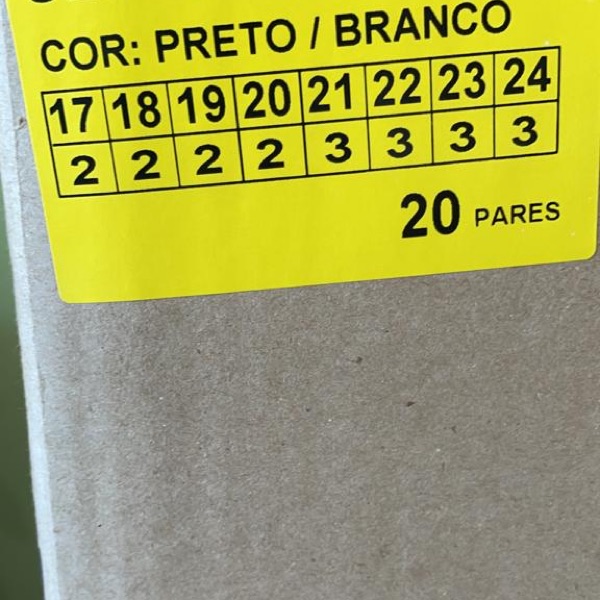 COR: PRETO / BRANCO
17 18 19 20 21 22 23 24
2 2 2 2 3 3 3 3
20 PARES